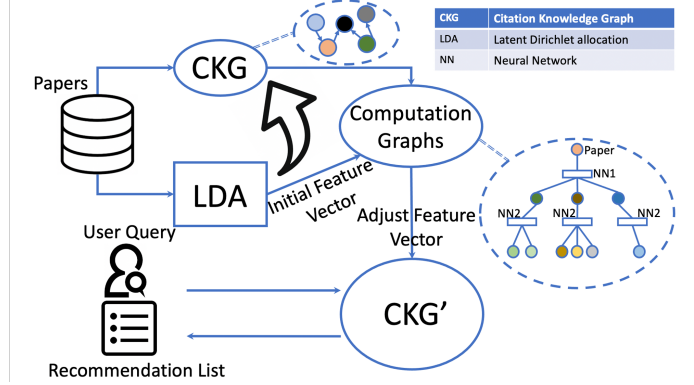 CKG Citation Knowledge Graph
LDA Latent Dirichlet allocation
NN Neural Network
Papers
CKG
Computation
Graphs
Paper
NN1
NN2 NN2 NN2
LDA
Initial Feature
Vector
Adjust Feature
Vector
User Query
CKG’
Recommendation List